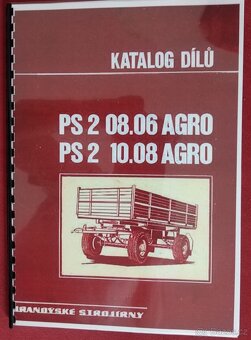 KATALOG DÍLŮ
PS 2 08.06 AGRO
PS 2 10.08 AGRO
STROJÍRNY